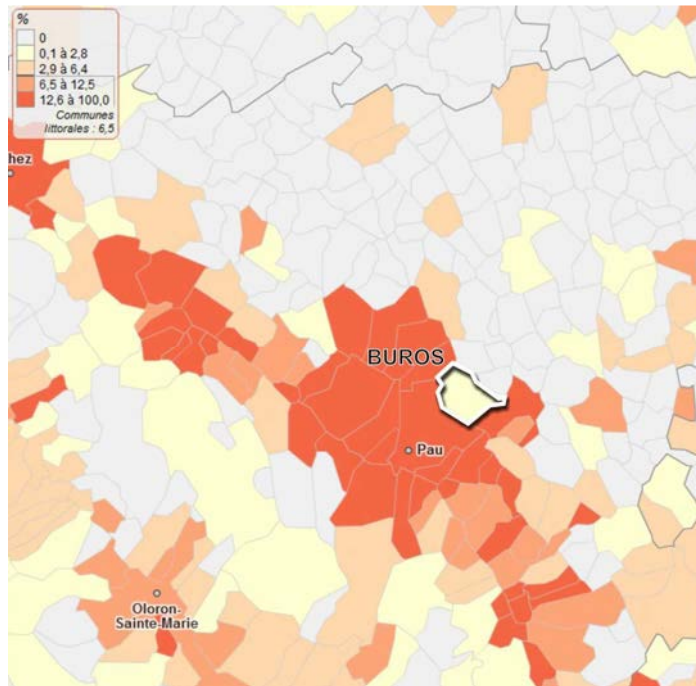 %
0
0,1 à 2,8
2,9 à 6,4
6,5 à 12,5
12,6 à 100,0
Communes
littorales : 6,5
hez
BUROS
Pau
Oloron-
Sainte-Marie